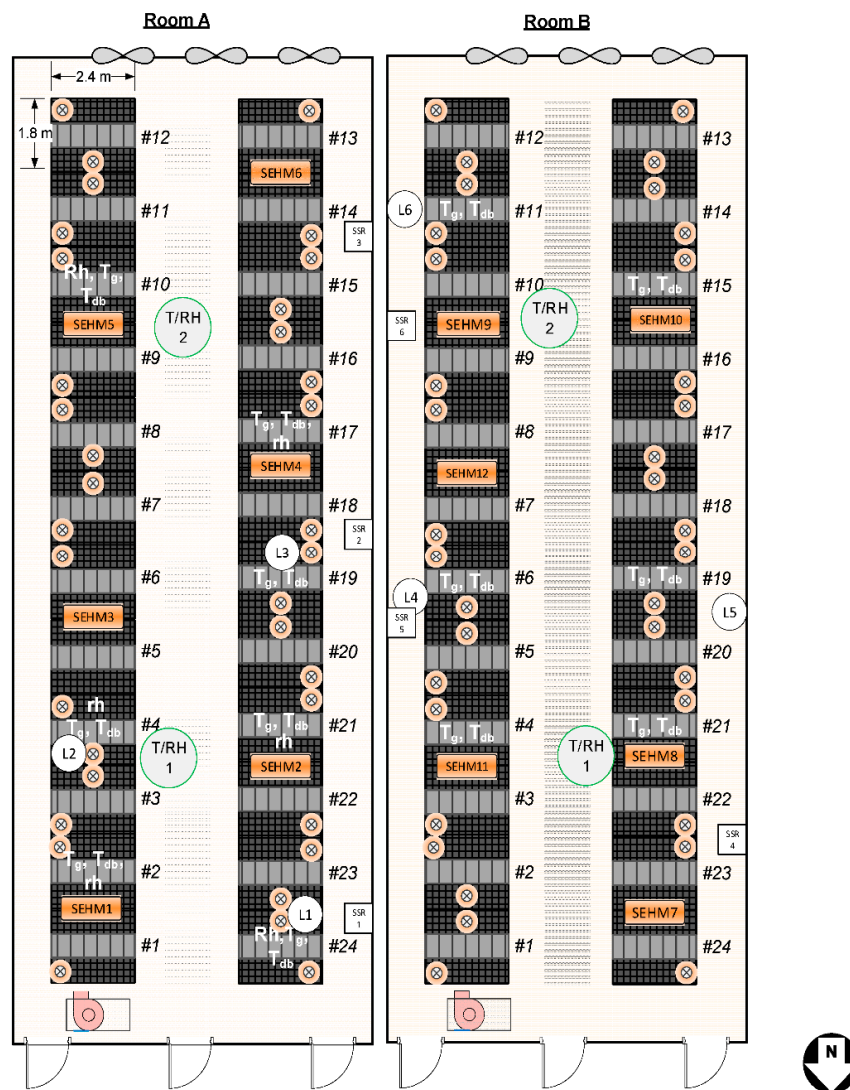 Room A
Room B
2.4 m
1.8 m
#12
#13
SEHM6
#11
#14
SSR
3
Rh, Tg,
Tdb
#10
#15
SEHM5
T/RH
2
#9
#16
#8
Tg, Tdb,
rh
#17
SEHM4
#7
#18
SSR
2
L3
#6
Tg, Tdb
#19
SEHM3
#5
#20
rh
Tg, Tdb
#4
Tg, Tdb
rh
#21
L2
T/RH
1
SEHM2
#3
#22
Tg, Tdb,
rh
#2
#23
SEHM1
L1
SSR
1
#1
Rh, Tg,
Tdb
#24
#12
#13
L6
Tg, Tdb
#11
#14
#10
Tg, Tdb
#15
SSR
6
SEHM9
T/RH
2
SEHM10
#9
#16
#8
#17
SEHM12
#7
#18
Tg, Tdb
#6
Tg, Tdb
#19
L4
L5
SSR
5
#5
#20
Tg, Tdb
#4
Tg, Tdb
#21
SEHM11
T/RH
1
SEHM8
#3
#22
SSR
4
#2
#23
SEHM7
#1
#24
N